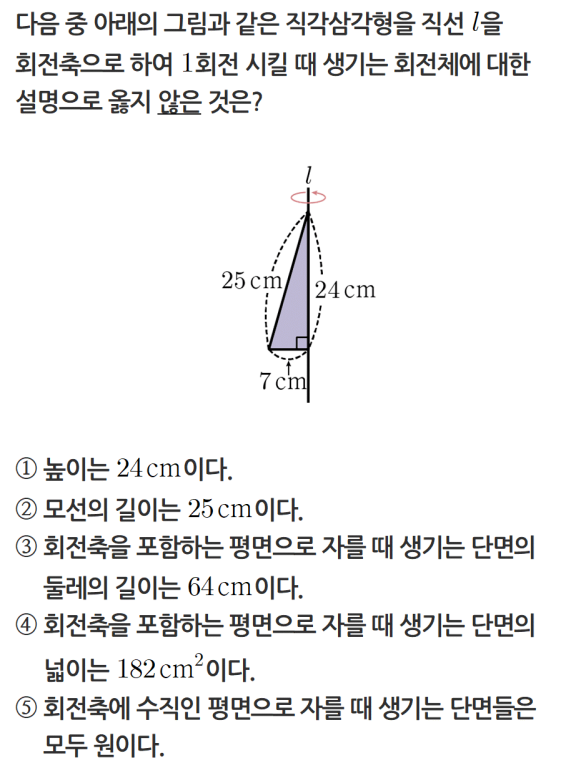 다음 중 아래의 그림과 같은 직각삼각형을 직선 l을
회전축으로 하여 1회전 시킬 때 생기는 회전체에 대한
설명으로 옳지 않은 것은?
l
25 cm
24 cm
7 cm
① 높이는 24 cm이다.
② 모선의 길이는 25 cm이다.
③ 회전축을 포함하는 평면으로 자를 때 생기는 단면의
둘레의 길이는 64 cm이다.
④ 회전축을 포함하는 평면으로 자를 때 생기는 단면의
넓이는 182 cm²이다.
⑤ 회전축에 수직인 평면으로 자를 때 생기는 단면들은
모두 원이다.